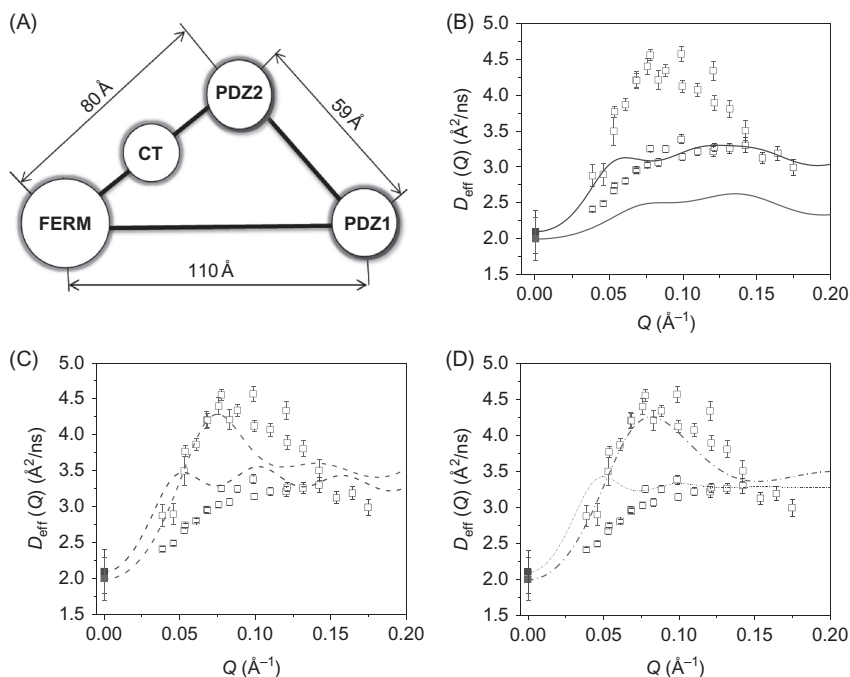 (A)
80 Å
PDZ2
59 Å
CT
FERM
PDZ1
110 Å
(B)
D_eff (Q) (Å²/ns)
5.0
4.5
4.0
3.5
3.0
2.5
2.0
1.5
0.00 0.05 0.10 0.15 0.20
Q (Å⁻¹)
(C)
D_eff (Q) (Å²/ns)
5.0
4.5
4.0
3.5
3.0
2.5
2.0
1.5
0.00 0.05 0.10 0.15 0.20
Q (Å⁻¹)
(D)
D_eff (Q) (Å²/ns)
5.0
4.5
4.0
3.5
3.0
2.5
2.0
1.5
0.00 0.05 0.10 0.15 0.20
Q (Å⁻¹)